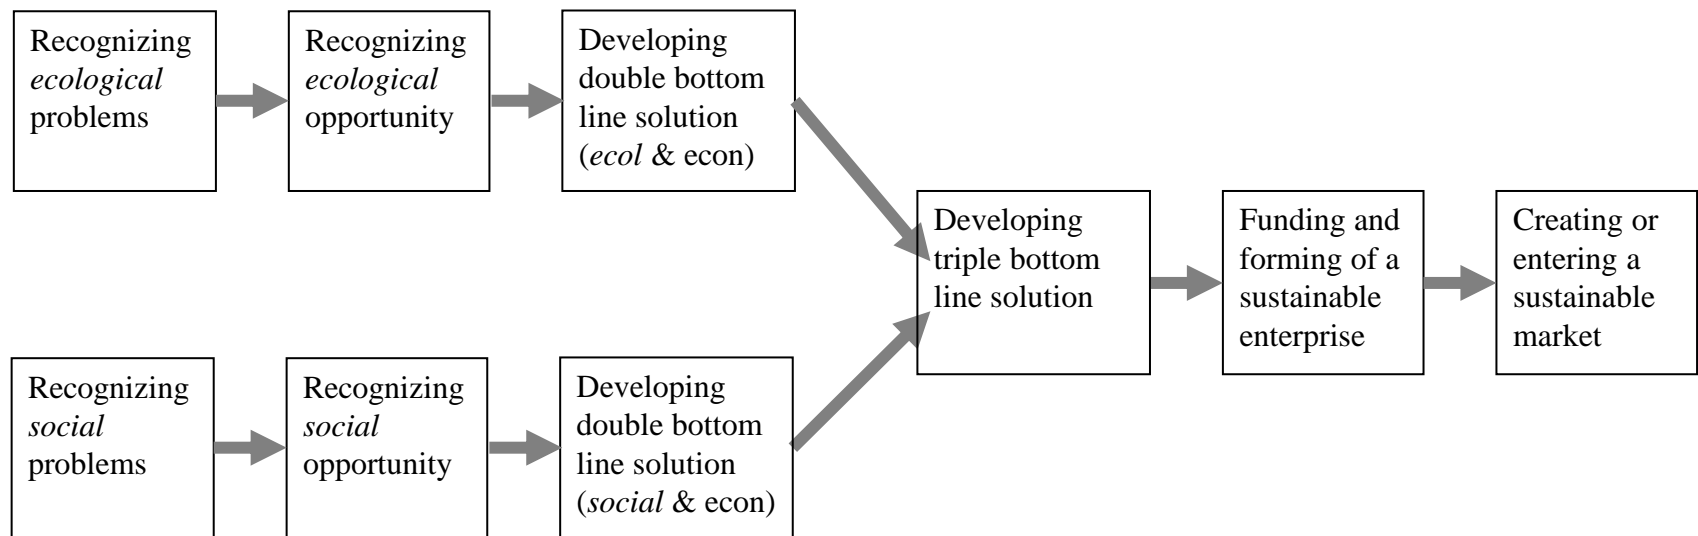 Recognizing
ecological
problems
Recognizing
ecological
opportunity
Developing
double bottom
line solution
(ecol & econ)
Developing
triple bottom
line solution
Funding and
forming of a
sustainable
enterprise
Creating or
entering a
sustainable
market
Recognizing
social
problems
Recognizing
social
opportunity
Developing
double bottom
line solution
(social & econ)